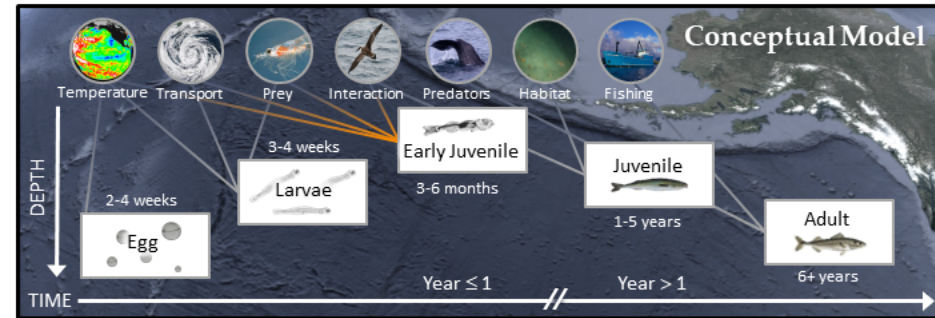 Conceptual Model
Temperature Transport Prey Interaction Predators Habitat Fishing
DEPTH
2-4 weeks
Egg
3-4 weeks
Larvae
Early Juvenile
3-6 months
Juvenile
1-5 years
Adult
6+ years
TIME
Year ≤ 1
Year > 1